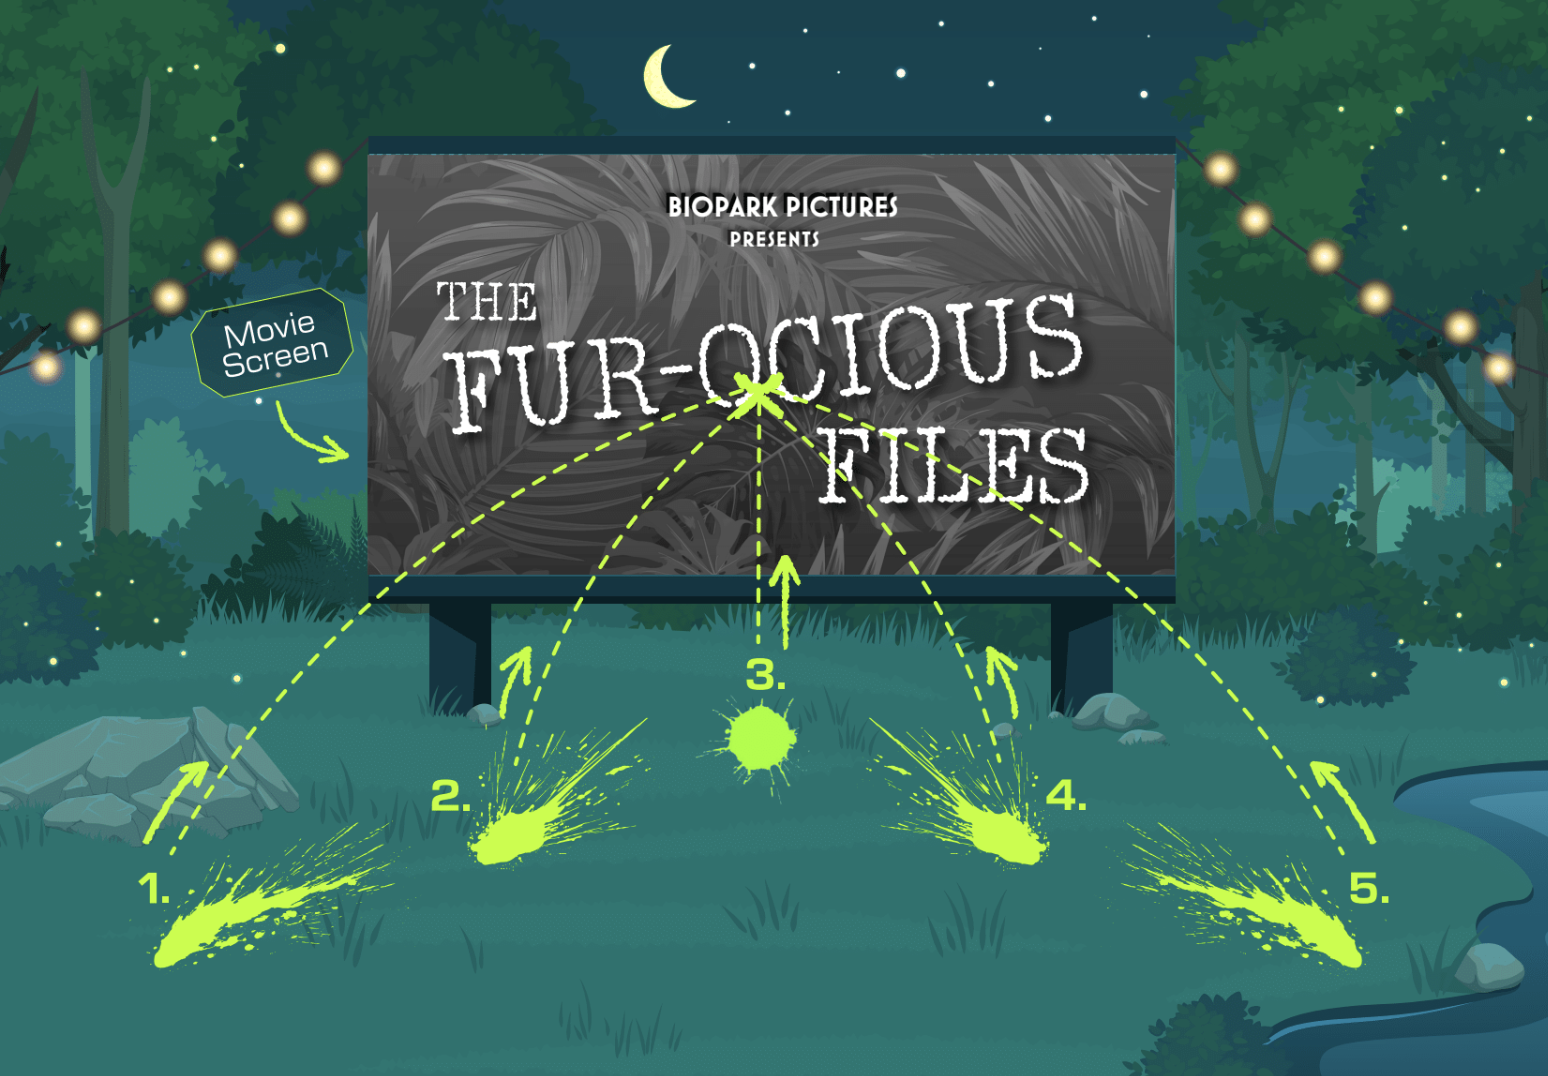 BIOPARK PICTURES
PRESENTS
THE
FUR-OCIOUS
FILES
Movie
Screen
1.
2.
3.
4.
5.